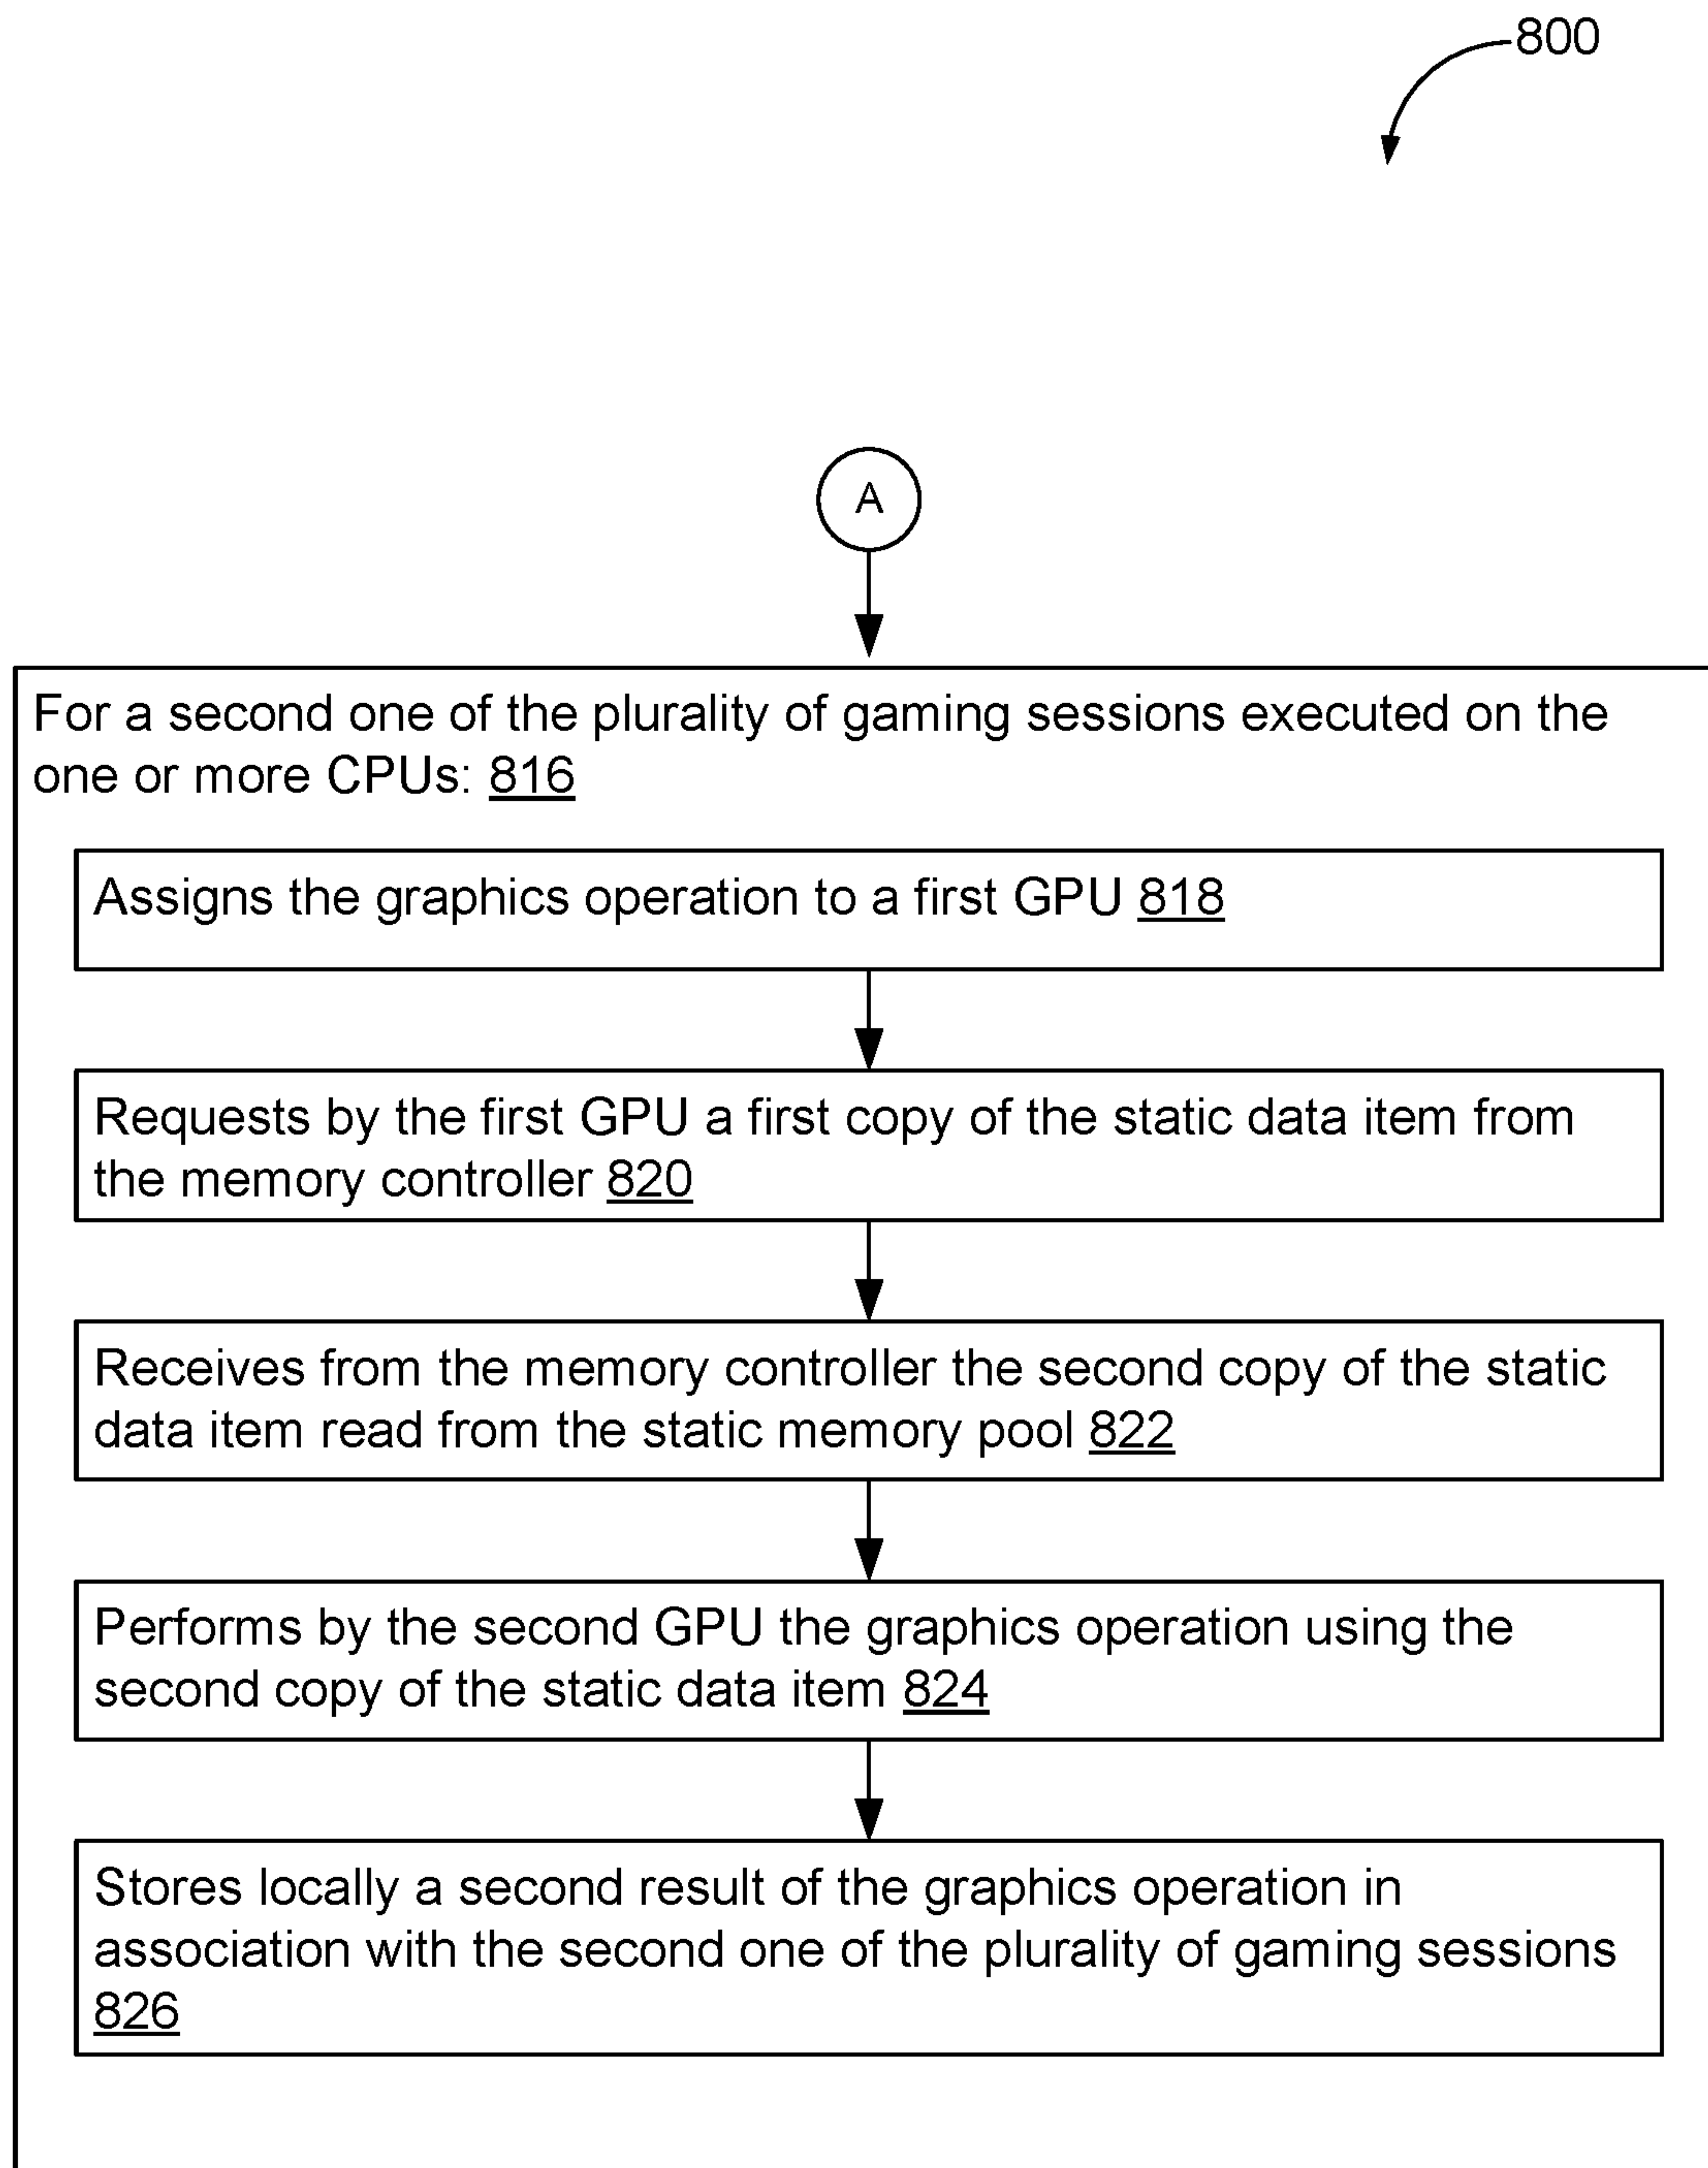 800
A
For a second one of the plurality of gaming sessions executed on the
one or more CPUs: 816
Assigns the graphics operation to a first GPU 818
Requests by the first GPU a first copy of the static data item from
the memory controller 820
Receives from the memory controller the second copy of the static
data item read from the static memory pool 822
Performs by the second GPU the graphics operation using the
second copy of the static data item 824
Stores locally a second result of the graphics operation in
association with the second one of the plurality of gaming sessions
826